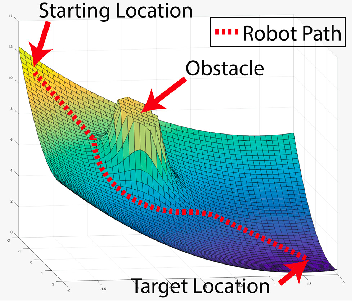 Starting Location
Robot Path
Obstacle
Target Location